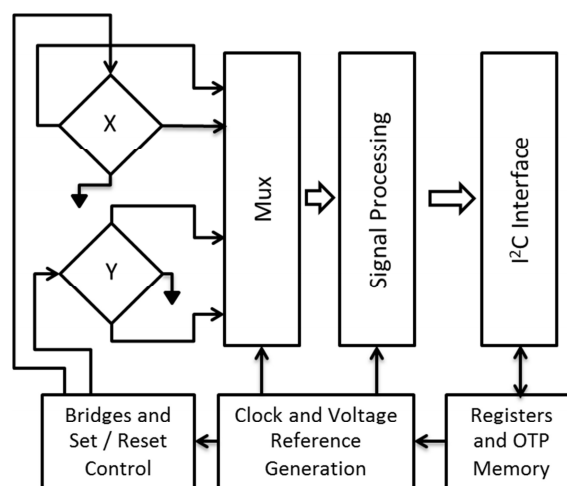 X
Y
Mux
Signal Processing
I²C Interface
Bridges and
Set / Reset
Control
Clock and Voltage
Reference
Generation
Registers
and OTP
Memory